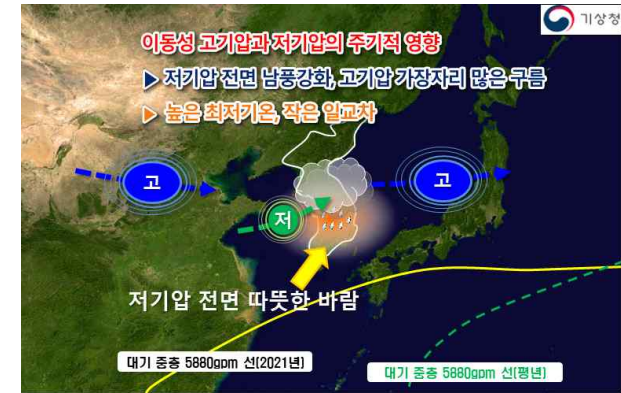 기상청
이동성 고기압과 저기압의 주기적 영향
▶ 저기압 전면 남풍강화, 고기압 가장자리 많은 구름
▶ 높은 최저기온, 작은 일교차
고
고
저
저기압 전면 따뜻한 바람
대기 중층 5880gpm 선(2021년)
대기 중층 5880gpm 선(평년)